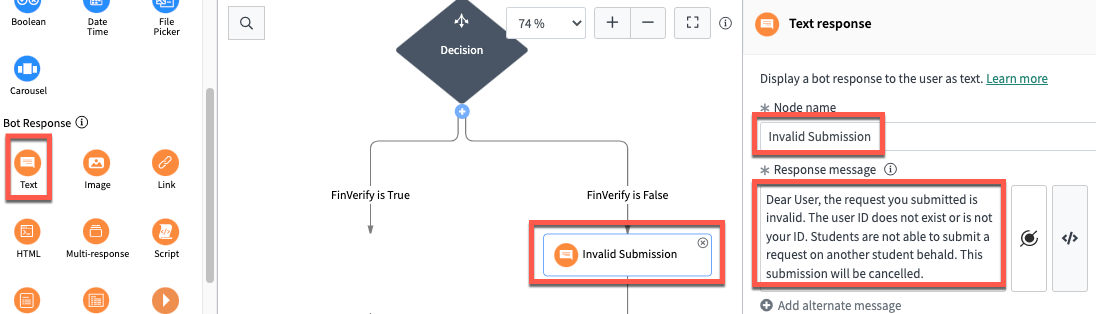 Boolean
Date
Time
File
Picker
Carousel
Bot Response
Text
Image
Link
HTML
Multi-response
Script
74 %
Decision
FinVerify is True
FinVerify is False
Invalid Submission
Text response
Display a bot response to the user as text. Learn more
Node name
Invalid Submission
Response message
Dear User, the request you submitted is
invalid. The user ID does not exist or is not
your ID. Students are not able to submit a
request on another student behald. This
submission will be cancelled.
</>
Add alternate message